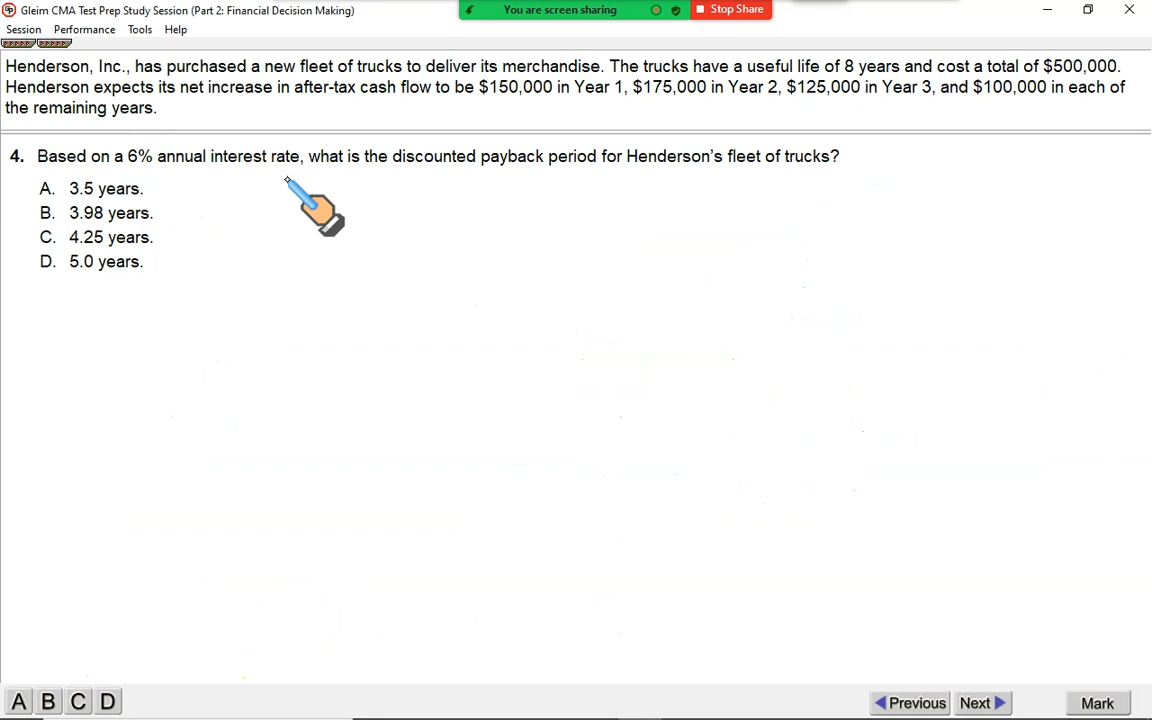 Gleim CMA Test Prep Study Session (Part 2: Financial Decision Making)
You are screen sharing
Stop Share
Session Performance Tools Help
Henderson, Inc., has purchased a new fleet of trucks to deliver its merchandise. The trucks have a useful life of 8 years and cost a total of $500,000.
Henderson expects its net increase in after-tax cash flow to be $150,000 in Year 1, $175,000 in Year 2, $125,000 in Year 3, and $100,000 in each of
the remaining years.
4. Based on a 6% annual interest rate, what is the discounted payback period for Henderson's fleet of trucks?
A. 3.5 years.
B. 3.98 years.
C. 4.25 years.
D. 5.0 years.
A B C D Previous Next Mark